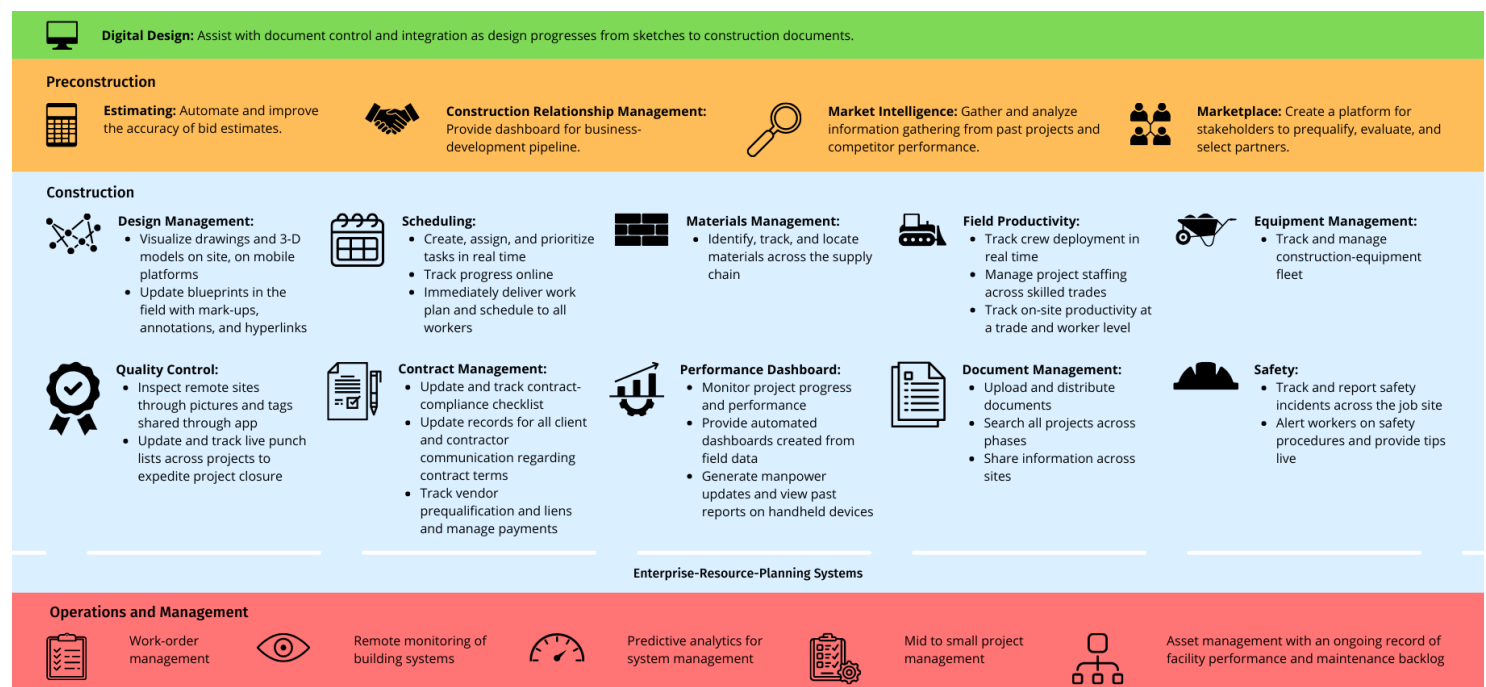 Digital Design: Assist with document control and integration as design progresses from sketches to construction documents.
Preconstruction
Estimating: Automate and improve
the accuracy of bid estimates.
Construction Relationship Management:
Provide dashboard for business-
development pipeline.
Market Intelligence: Gather and analyze
information gathering from past projects and
competitor performance.
Marketplace: Create a platform for
stakeholders to prequalify, evaluate, and
select partners.
Construction
Design Management:
• Visualize drawings and 3-D
models on site, on mobile
platforms
• Update blueprints in the
field with mark-ups,
annotations, and hyperlinks
Scheduling:
• Create, assign, and prioritize
tasks in real time
• Track progress online
• Immediately deliver work
plan and schedule to all
workers
Materials Management:
• Identify, track, and locate
materials across the supply
chain
Field Productivity:
• Track crew deployment in
real time
• Manage project staffing
across skilled trades
• Track on-site productivity at
a trade and worker level
Equipment Management:
• Track and manage
construction-equipment
fleet
Quality Control:
• Inspect remote sites
through pictures and tags
shared through app
• Update and track live punch
lists across projects to
expedite project closure
Contract Management:
• Update and track contract-
compliance checklist
• Update records for all client
and contractor
communication regarding
contract terms
• Track vendor
prequalification and liens
and manage payments
Performance Dashboard:
• Monitor project progress
and performance
• Provide automated
dashboards created from
field data
• Generate manpower
updates and view past
reports on handheld devices
Document Management:
• Upload and distribute
documents
• Search all projects across
phases
• Share information across
sites
Safety:
• Track and report safety
incidents across the job site
• Alert workers on safety
procedures and provide tips
live
Enterprise-Resource-Planning Systems
Operations and Management
Work-order
management
Remote monitoring of
building systems
Predictive analytics for
system management
Mid to small project
management
Asset management with an ongoing record of
facility performance and maintenance backlog